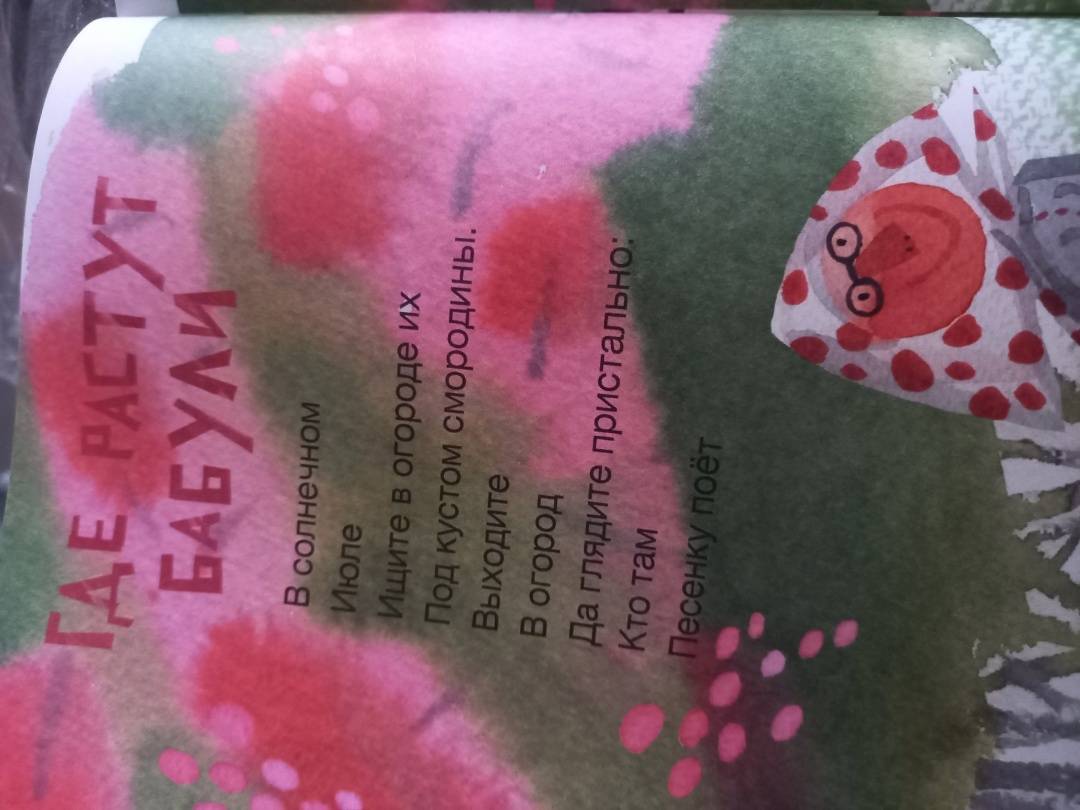 ГДЕ РАСТУТ
БАБУЛИ
В солнечном
Июле
Ищите в огороде их
Под кустом смородины.
Выходите
В огород
Да глядите пристально:
Кто там
Песенку поёт